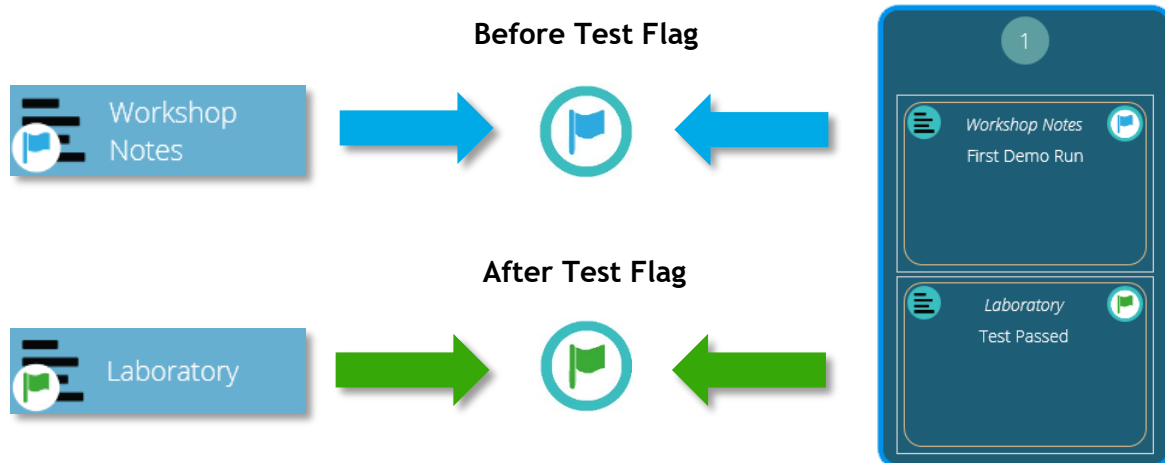 Before Test Flag
Workshop
Notes
1
Workshop Notes
First Demo Run
After Test Flag
Laboratory
Laboratory
Test Passed